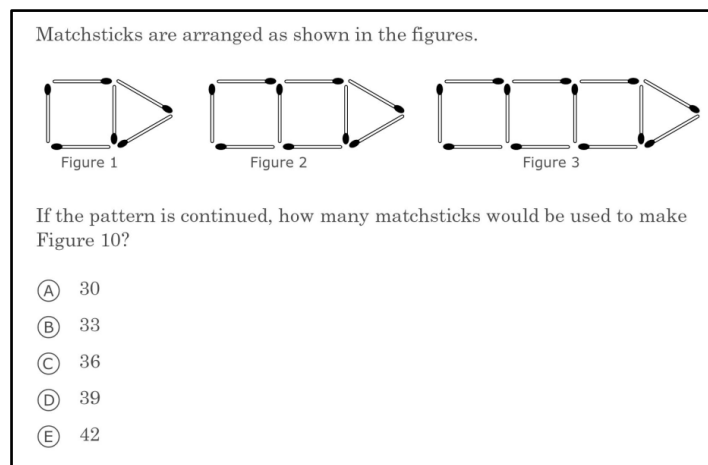 Matchsticks are arranged as shown in the figures.
Figure 1
Figure 2
Figure 3
If the pattern is continued, how many matchsticks would be used to make
Figure 10?
A 30
B 33
C 36
D 39
E 42